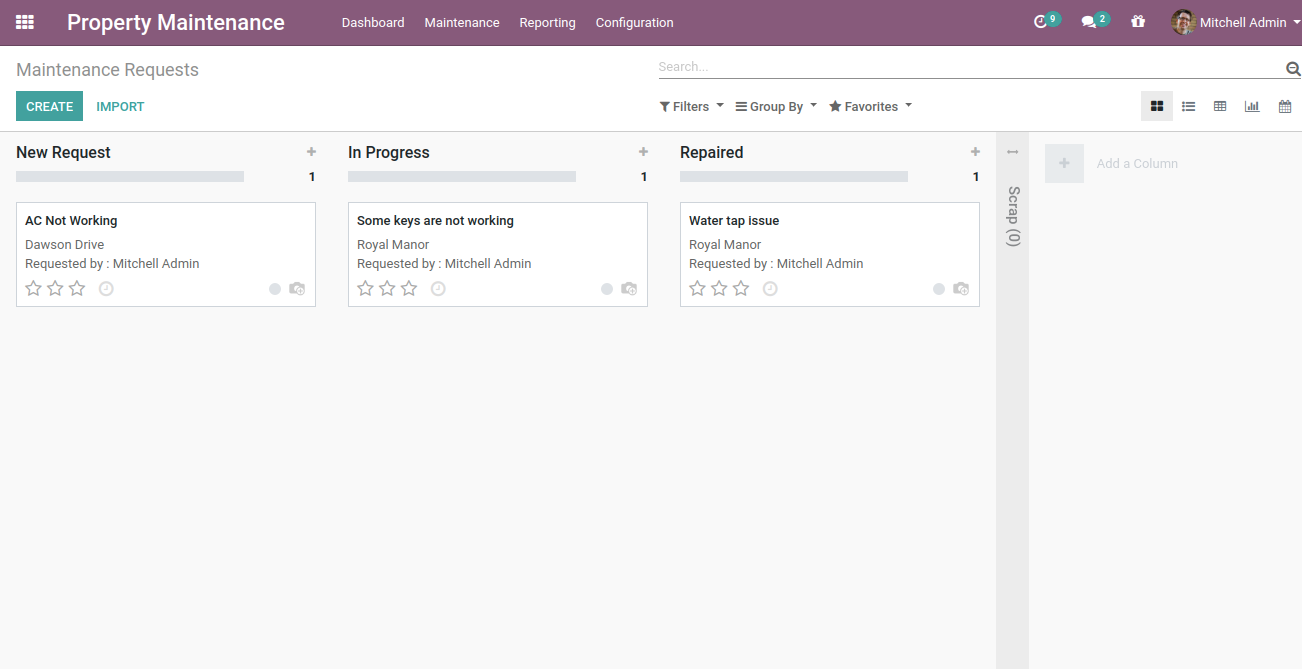 Property Maintenance
Dashboard
Maintenance
Reporting
Configuration
9
2
Mitchell Admin
Maintenance Requests
Search...
CREATE
IMPORT
Filters
Group By
Favorites
New Request
1
AC Not Working
Dawson Drive
Requested by : Mitchell Admin
In Progress
1
Some keys are not working
Royal Manor
Requested by : Mitchell Admin
Repaired
1
Water tap issue
Royal Manor
Requested by : Mitchell Admin
Scrap (0)
Add a Column